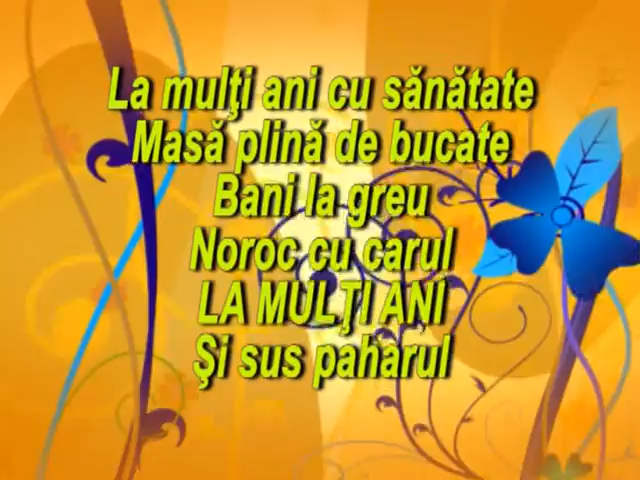 La mulţi ani cu sănătate
Masă plină de bucate
Bani la greu
Noroc cu carul
LA MULŢI ANI
Şi sus paharul